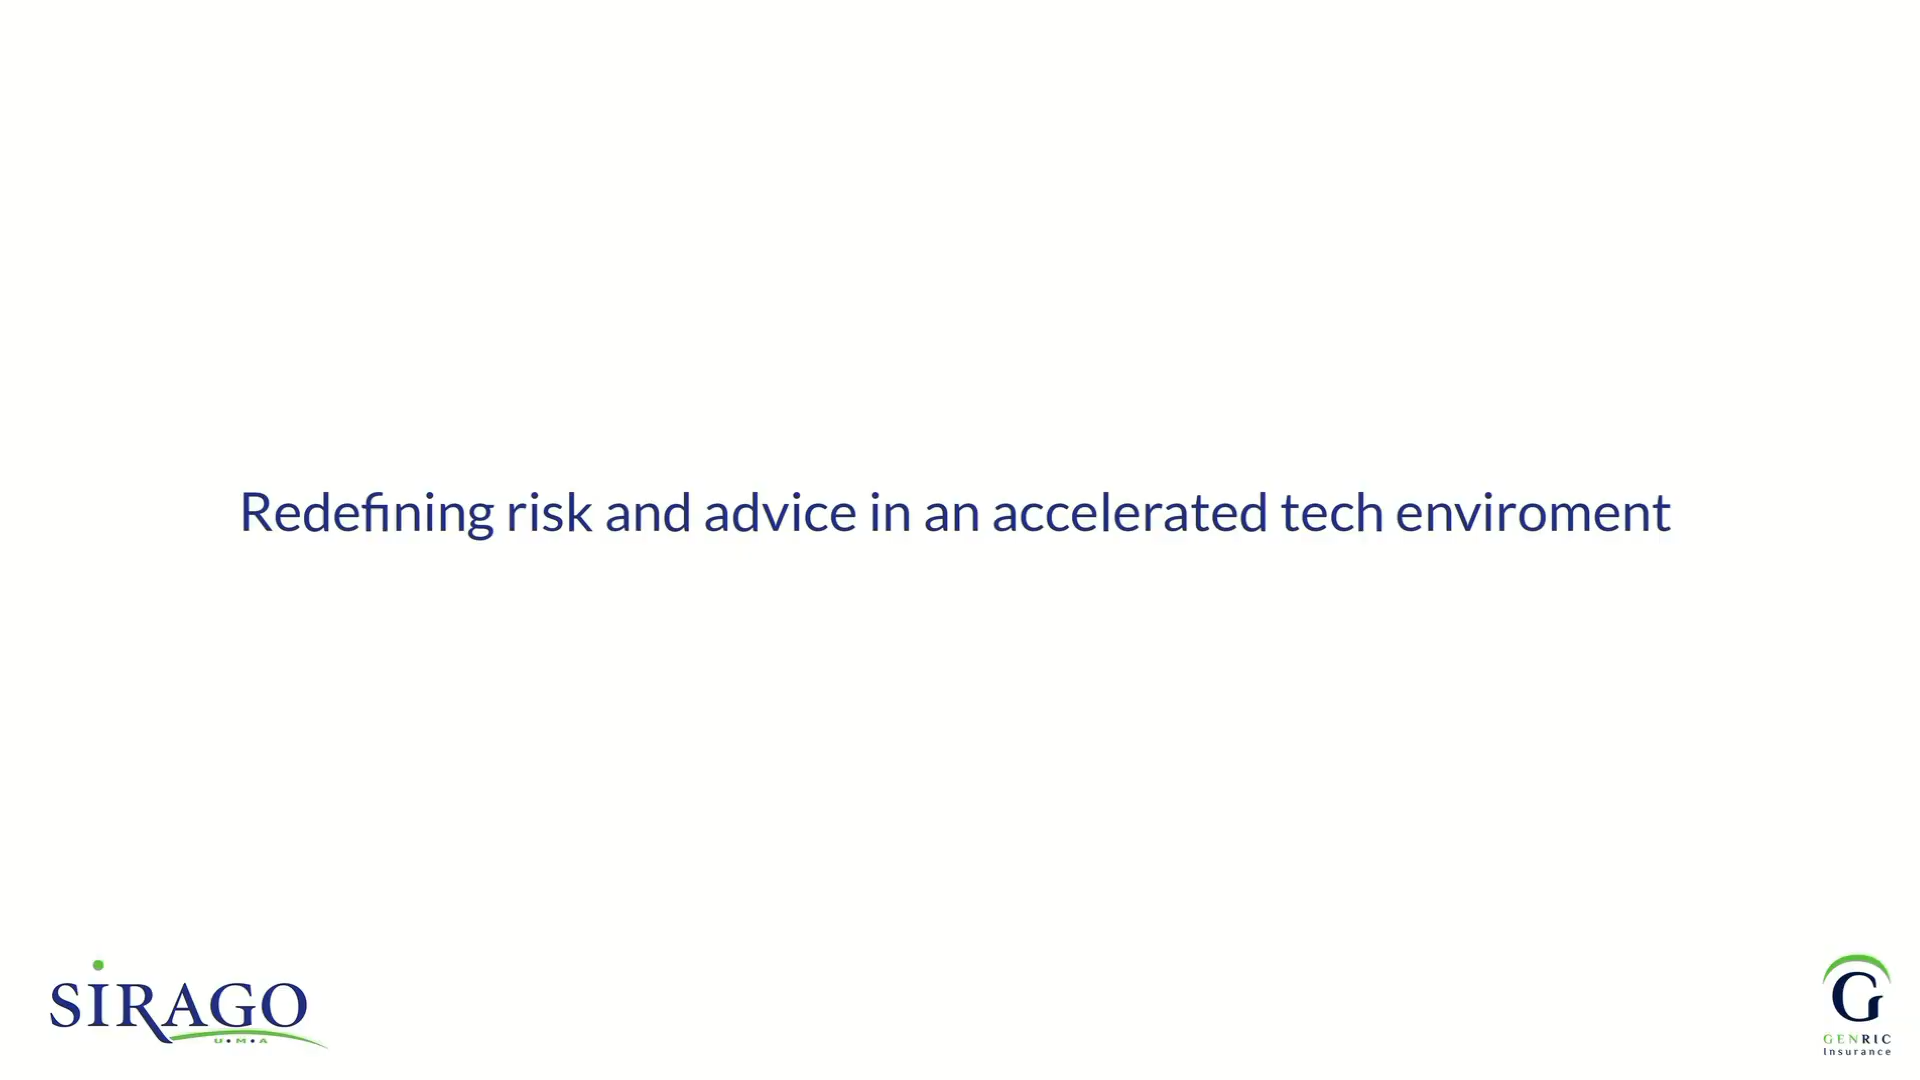 Redefining risk and advice in an accelerated tech enviroment
SIRAGO
U•M•A
G
GENRIC
Insurance